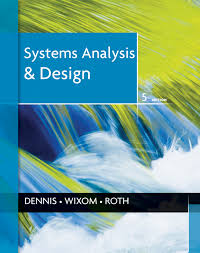 Systems Analysis
& Design
5TH EDITION
DENNIS • WIXOM • ROTH